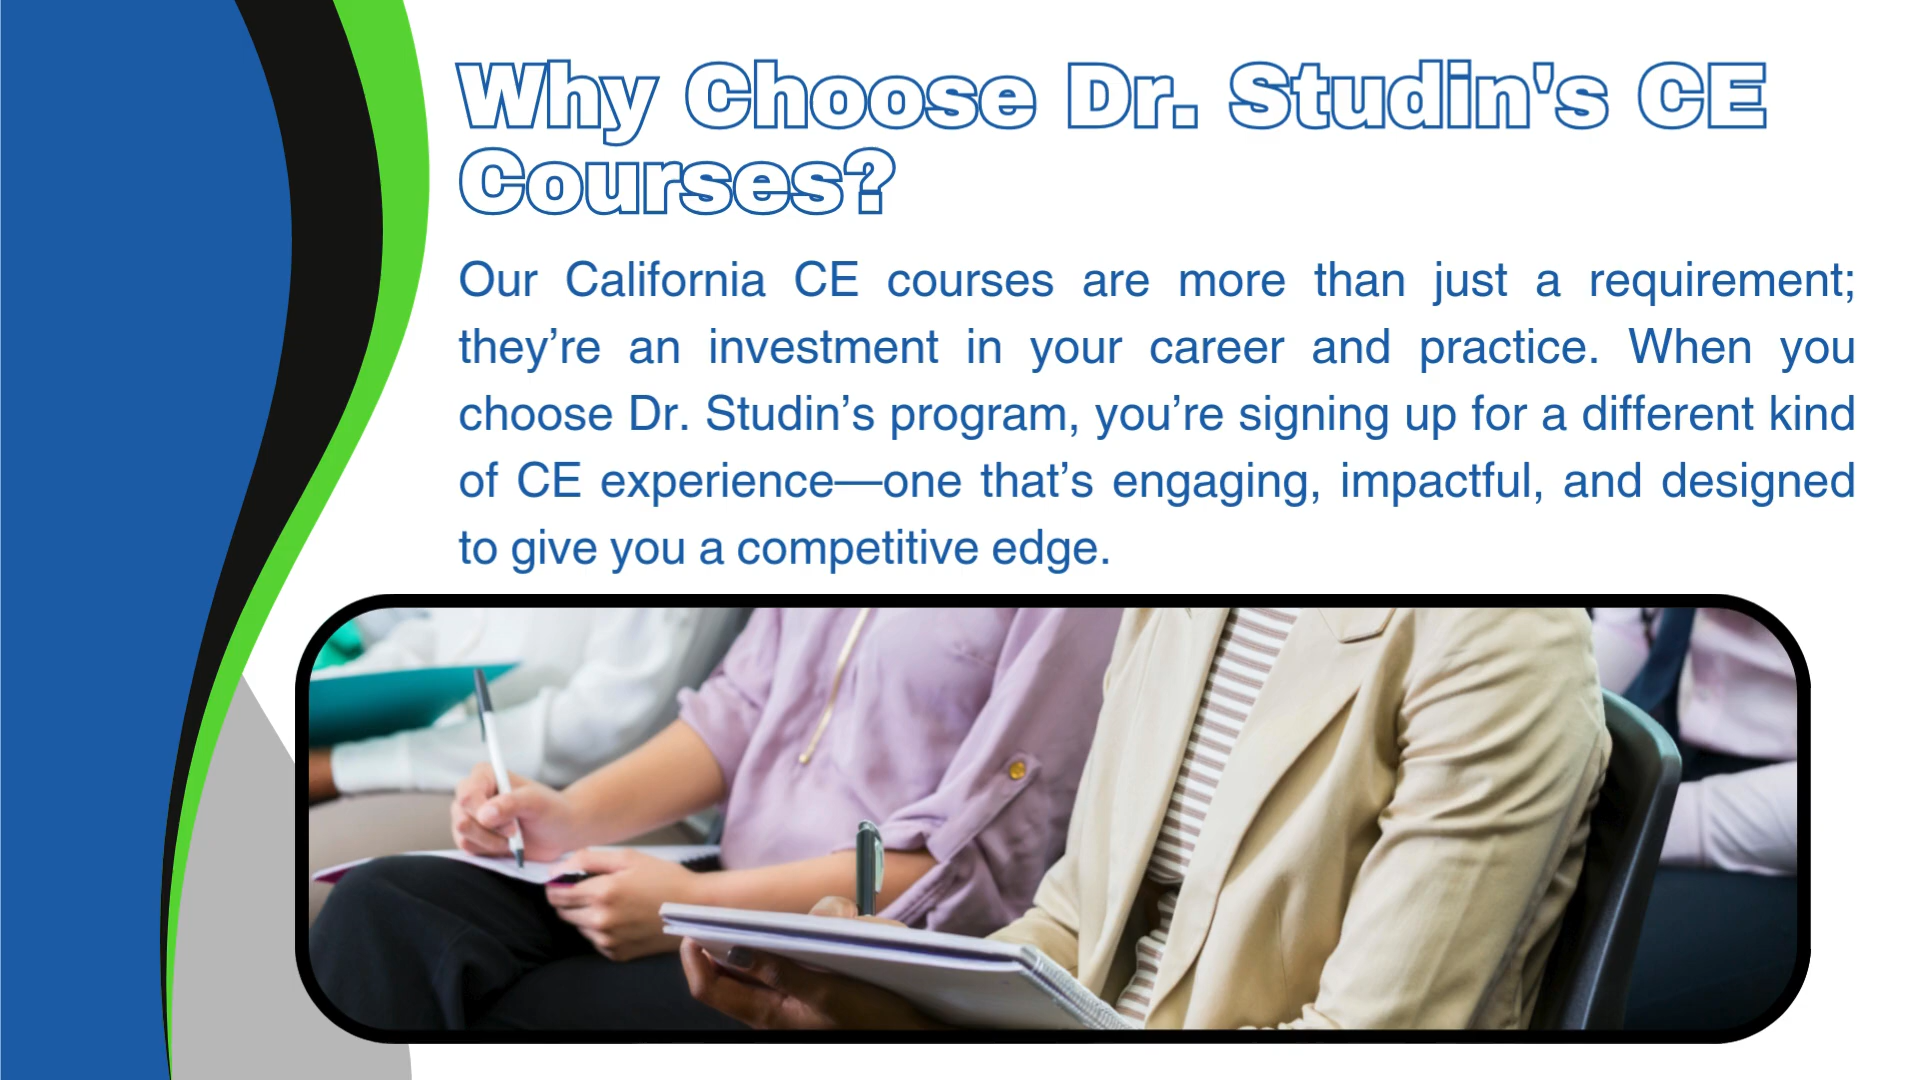 Why Choose Dr. Studin's CE
Courses?
Our California CE courses are more than just a requirement;
they’re an investment in your career and practice. When you
choose Dr. Studin’s program, you’re signing up for a different kind
of CE experience—one that’s engaging, impactful, and designed
to give you a competitive edge.